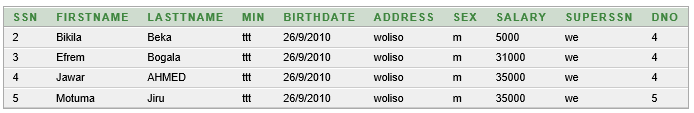 SSN FIRSTNAME LASTTNAME MIN BIRTHDATE ADDRESS SEX SALARY SUPERSSN DNO
2 Bikila Beka ttt 26/9/2010 woliso m 5000 we 4
3 Efrem Bogala ttt 26/9/2010 woliso m 31000 we 4
4 Jawar AHMED ttt 26/9/2010 woliso m 35000 we 4
5 Motuma Jiru ttt 26/9/2010 woliso m 35000 we 5